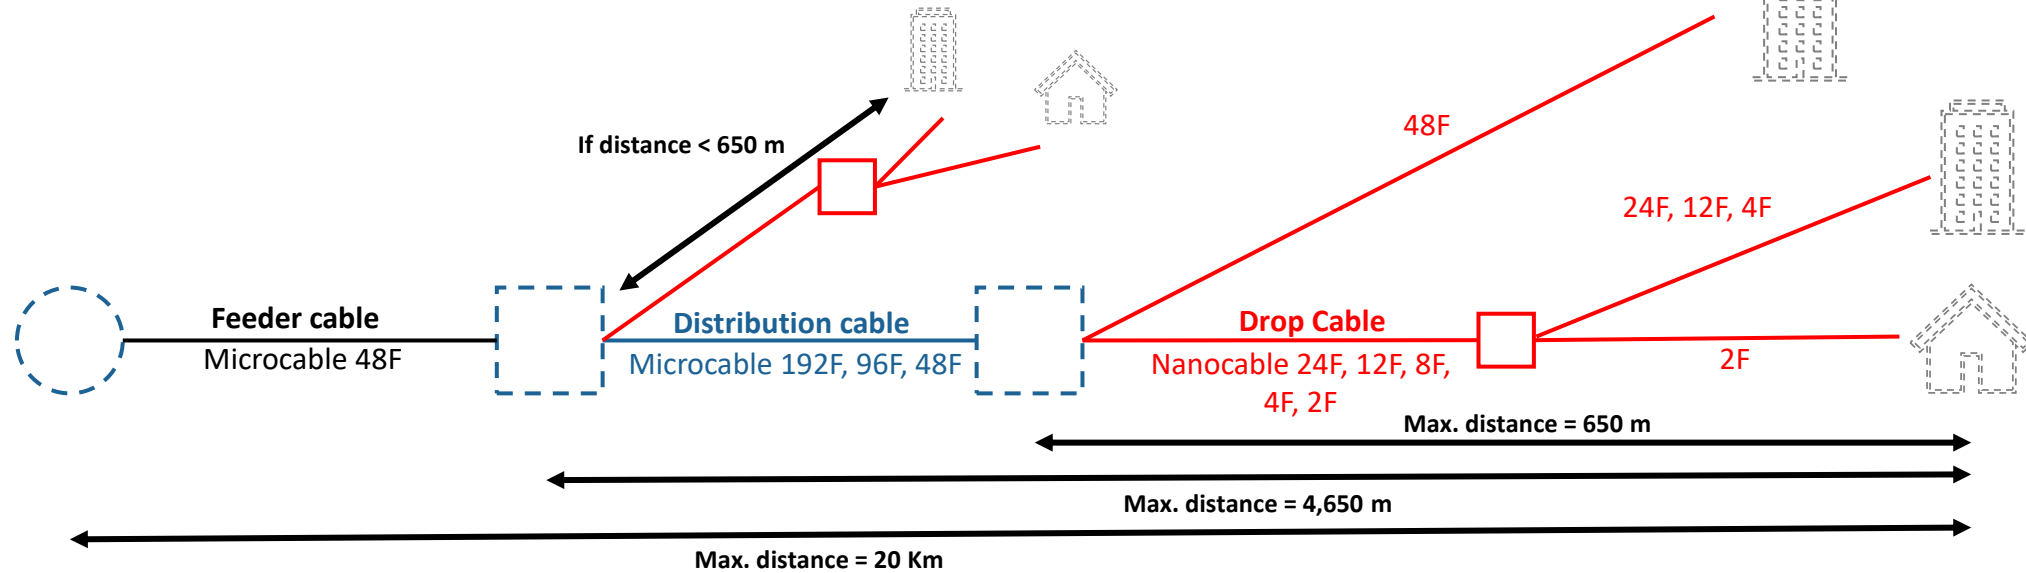 48F
If distance < 650 m
24F, 12F, 4F
Feeder cable
Microcable 48F
Distribution cable
Microcable 192F, 96F, 48F
Drop Cable
Nanocable 24F, 12F, 8F,
4F, 2F
2F
Max. distance = 650 m
Max. distance = 4,650 m
Max. distance = 20 Km